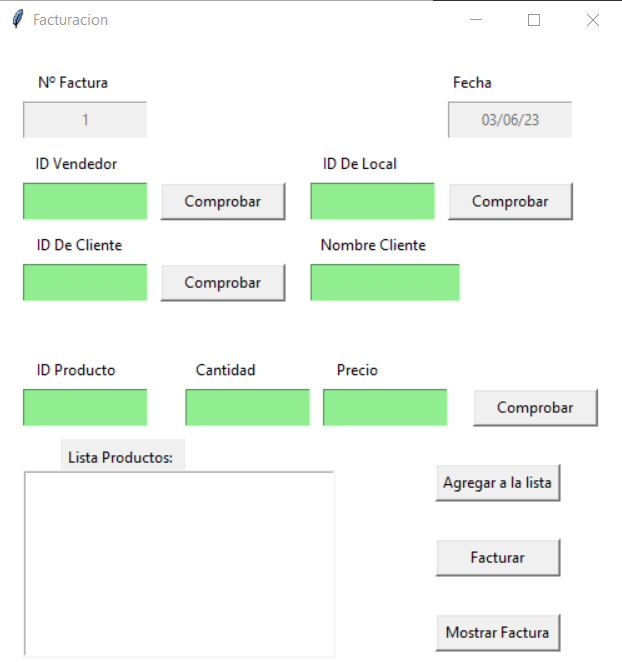 Facturacion
Nº Factura Fecha
1 03/06/23
ID Vendedor ID De Local
Comprobar Comprobar
ID De Cliente Nombre Cliente
Comprobar
ID Producto Cantidad Precio
Comprobar
Lista Productos:
Agregar a la lista
Facturar
Mostrar Factura